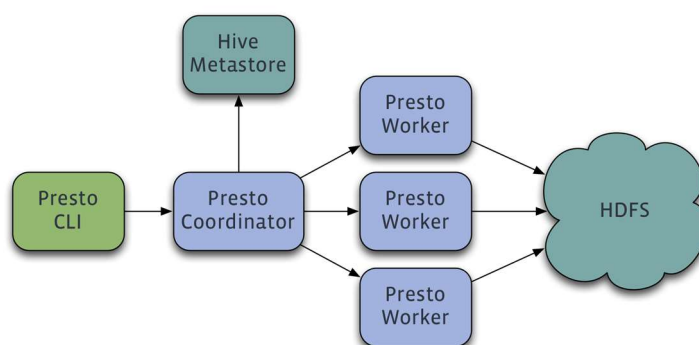 Hive
Metastore
Presto
Worker
Presto
CLI
Presto
Coordinator
Presto
Worker
HDFS
Presto
Worker